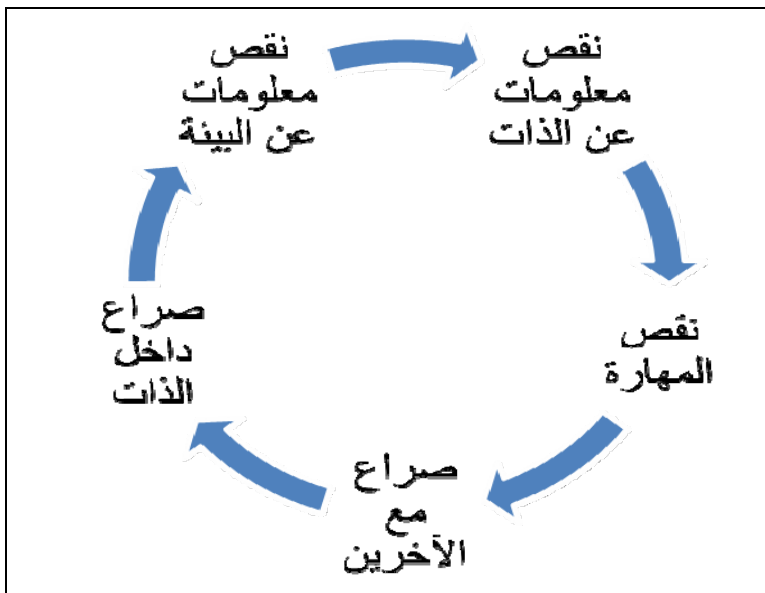 نقص
معلومات
عن الذات
نقص
المهارة
صراع
مع
الآخرين
صراع
داخل
الذات
نقص
معلومات
عن البيئة